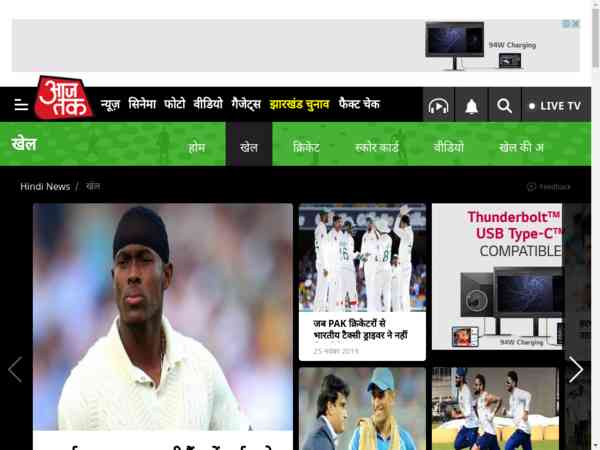 94W Charging
आज
तक
न्यूज़ सिनेमा फोटो वीडियो गैजेट्स झारखंड चुनाव फैक्ट चेक
LIVE TV
खेल
होम खेल क्रिकेट स्कोर कार्ड वीडियो खेल की अ
Hindi News / खेल
Feedback
Thunderbolt™
USB Type-C™
COMPATIBLE
94W Charging
जब PAK क्रिकेटरों से
भारतीय टैक्सी ड्राइवर ने नहीं
25 नवंबर 2019